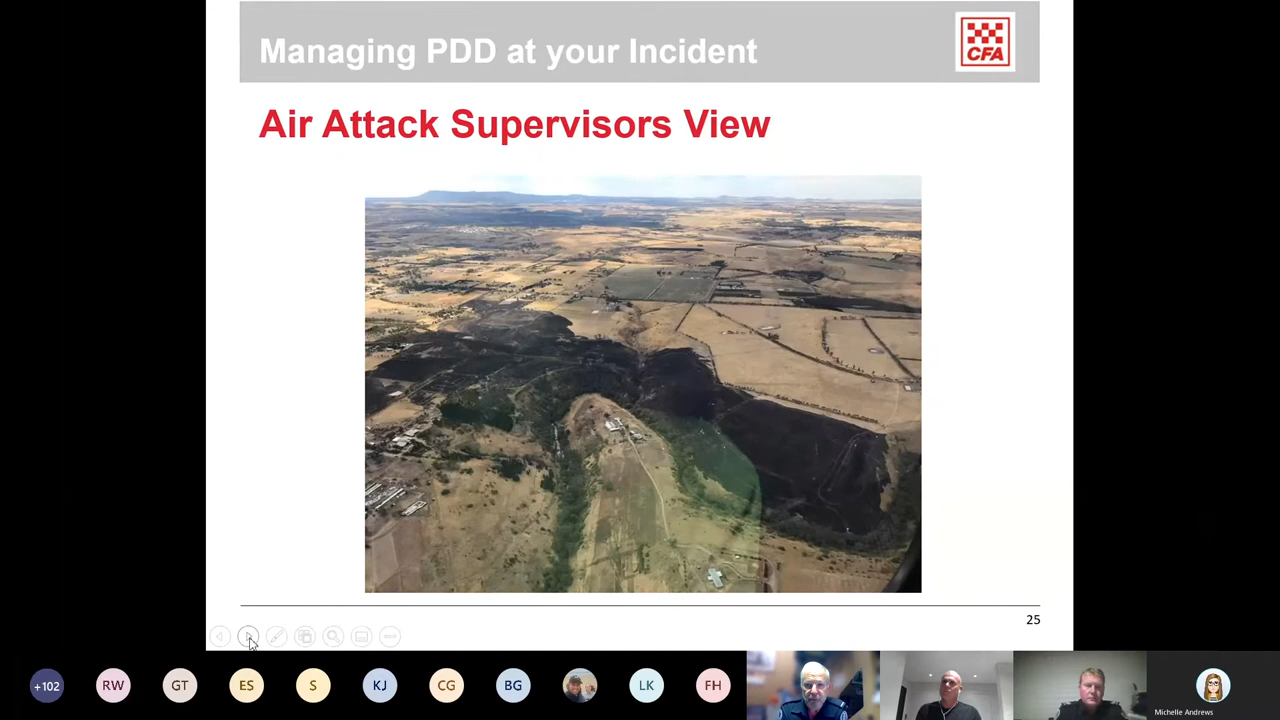 Managing PDD at your Incident
CFA
Air Attack Supervisors View
25
+102
RW
GT
ES
S
KJ
CG
BG
LK
FH
Michelle Andrews